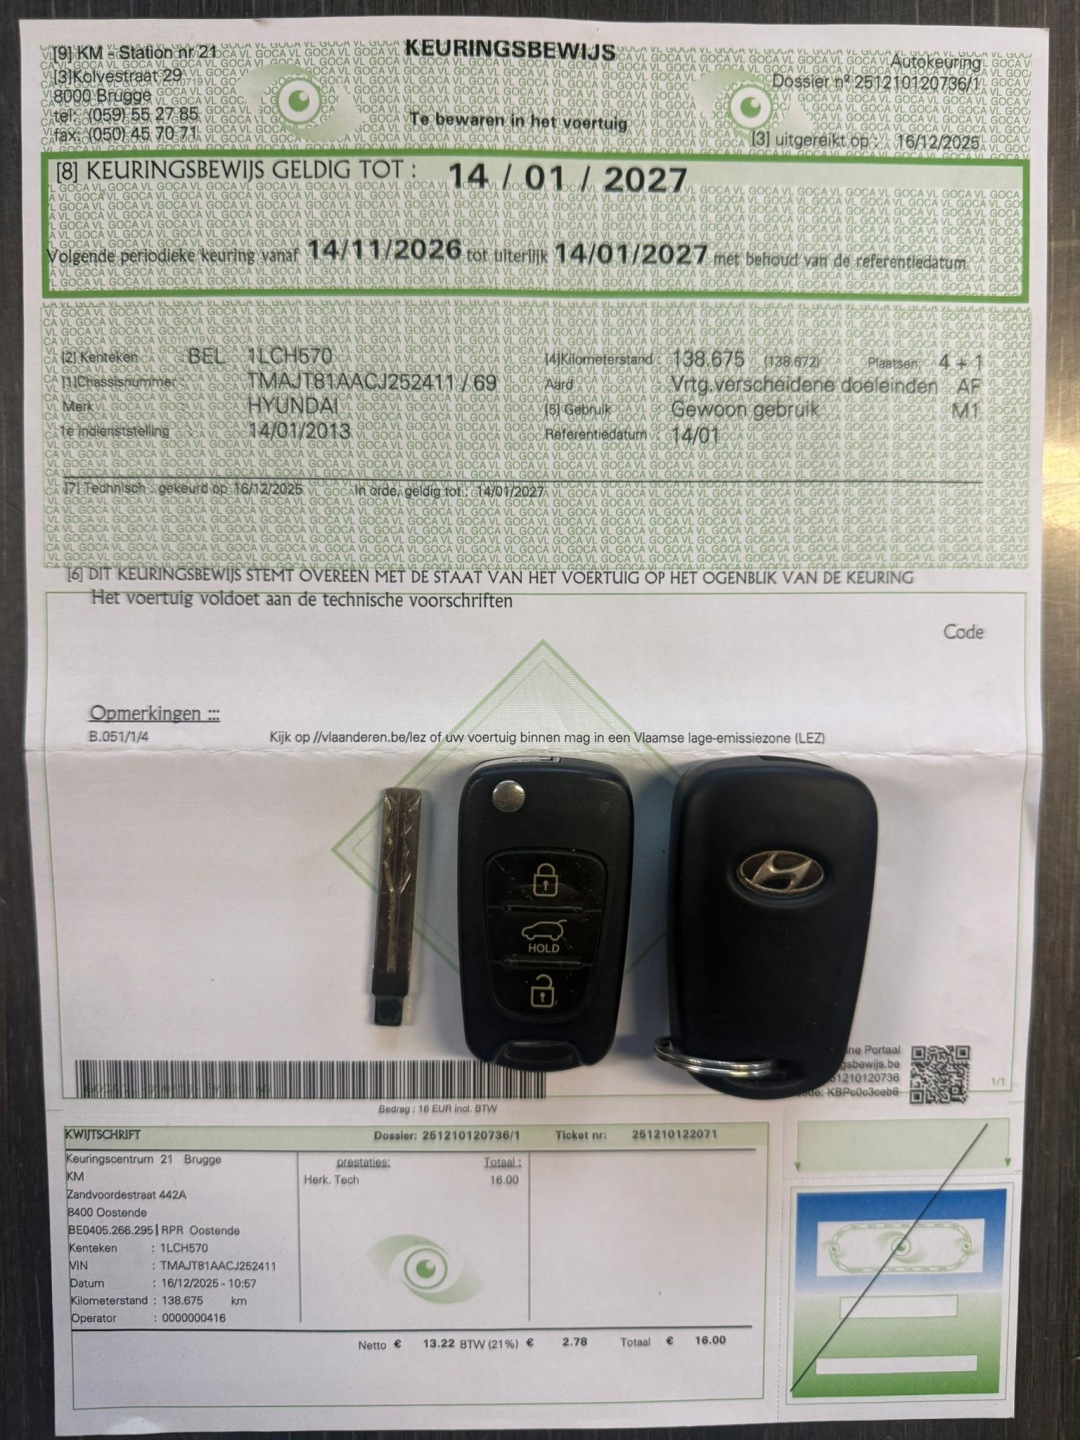 [9] KM - Station nr 21
[3]Kolvestraat 29
8000 Brugge
tel: (059) 55 27 85
fax: (050) 45 70 71
KEURINGSBEWIJS
Te bewaren in het voertuig
Autokeuring
Dossier nº 251210120736/1
[3] uitgereikt op : 16/12/2025
[8] KEURINGSBEWIJS GELDIG TOT : 14 / 01 / 2027
Volgende periodieke keuring vanaf 14/11/2026 tot uiterlijk 14/01/2027 met behoud van de referentiedatum
[2] Kenteken BEL 1LCH570
[1]Chassisnummer : TMAJT81AACJ252411 / 69
Merk : HYUNDAI
1e indienststelling : 14/01/2013
[4]Kilometerstand : 138.675 (138.672) Plaatsen: 4 + 1
Aard : Vrtg.verscheidene doeleinden AF
[5] Gebruik : Gewoon gebruik M1
Referentiedatum : 14/01
[7] Technisch : gekeurd op 16/12/2025 In orde, geldig tot : 14/01/2027
[6] DIT KEURINGSBEWIJS STEMT OVEREEN MET DE STAAT VAN HET VOERTUIG OP HET OGENBLIK VAN DE KEURING
Het voertuig voldoet aan de technische voorschriften
Code
Opmerkingen :::
B.051/1/4 Kijk op //vlaanderen.be/lez of uw voertuig binnen mag in een Vlaamse lage-emissiezone (LEZ)
HOLD
Portaal
gsbewijs.be
1210120736
KBPc0c3ceb6
1/1
Bedrag : 16 EUR incl. BTW
KWIJTSCHRIFT Dossier: 251210120736/1 Ticket nr: 251210122071
Keuringscentrum 21 Brugge
KM
Zandvoordestraat 442A
8400 Oostende
BE0405.266.295 | RPR Oostende
Kenteken : 1LCH570
VIN : TMAJT81AACJ252411
Datum : 16/12/2025 - 10:57
Kilometerstand : 138.675 km
Operator : 0000000416
prestaties: Totaal :
Herk. Tech 16.00
Netto € 13.22 BTW (21%) € 2.78 Totaal € 16.00